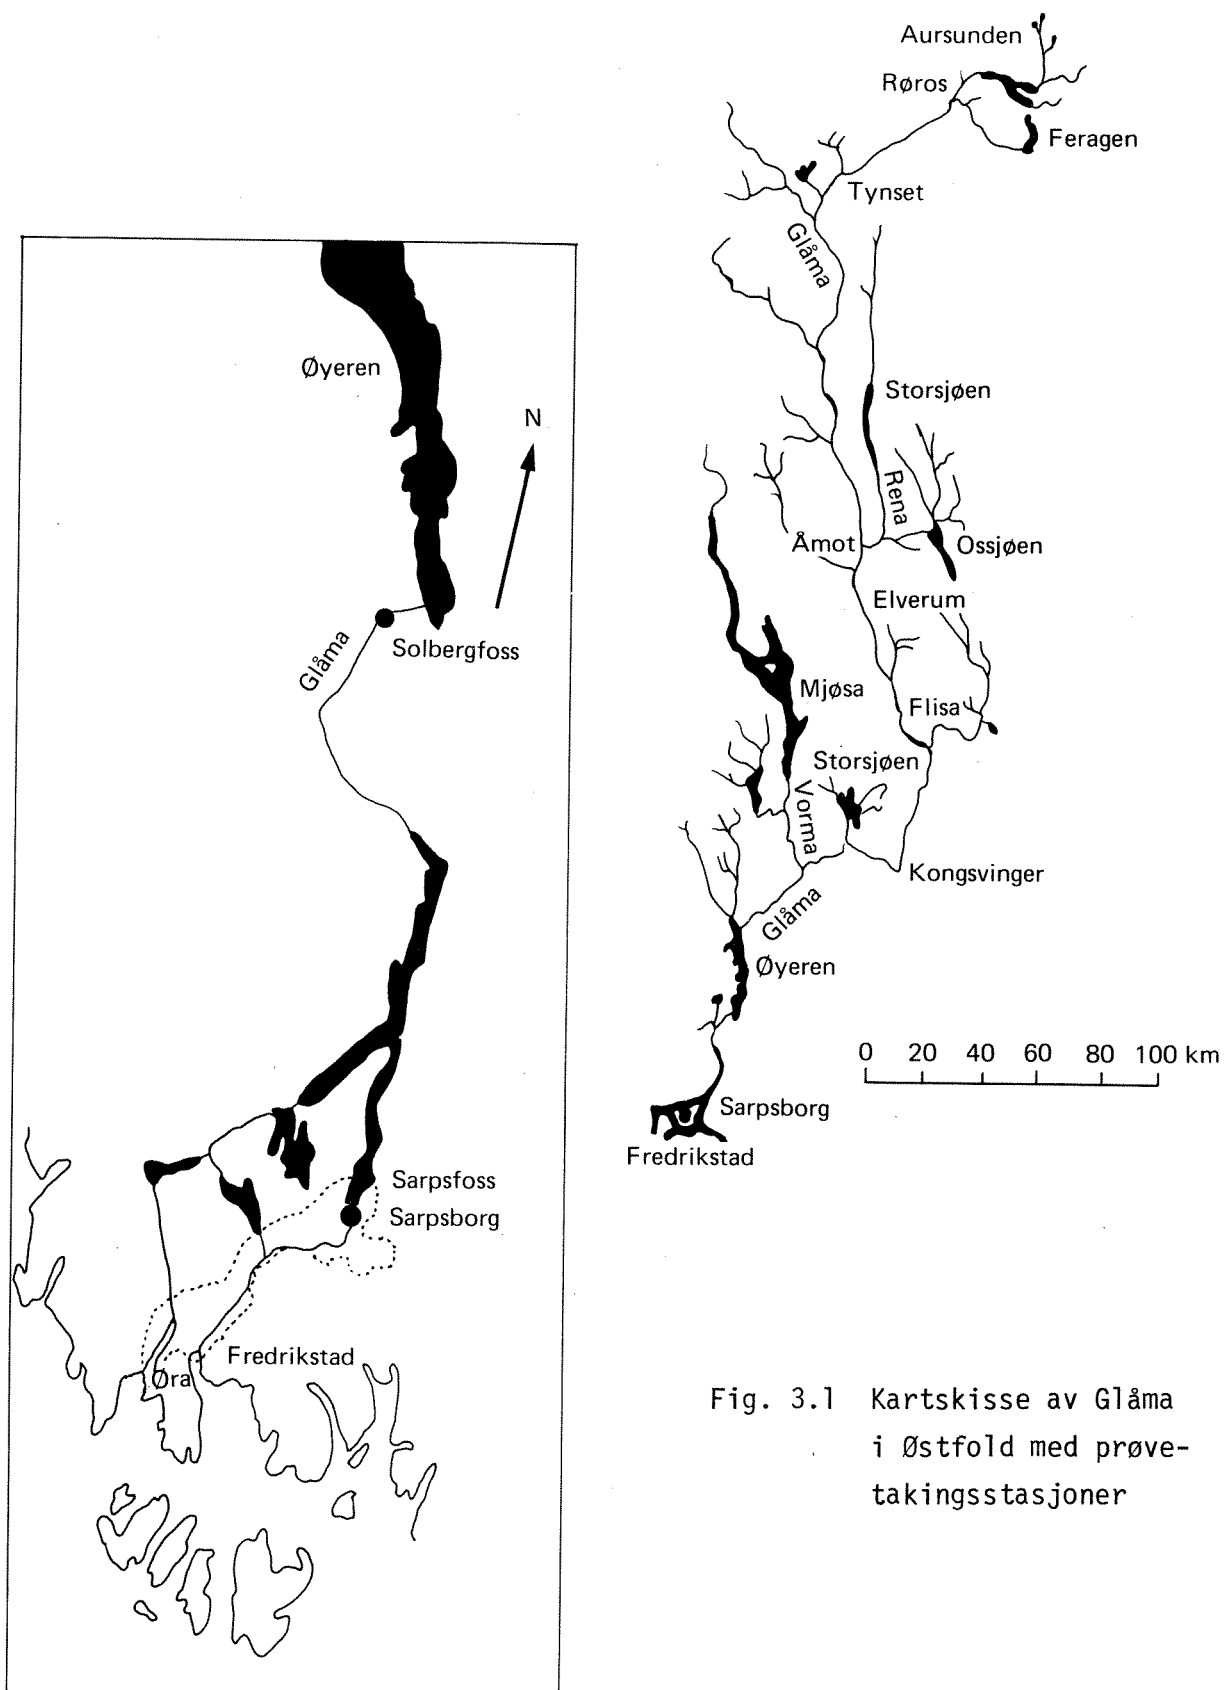 Aursunden
Røros
Feragen
Tynset
Glåma
Storsjøen
Rena
Åmot
Ossjøen
Elverum
Mjøsa
Flisa
Storsjøen
Vorma
Kongsvinger
Glåma
Øyeren
0 20 40 60 80 100 km
Sarpsborg
Fredrikstad
Øyeren
N
Solbergfoss
Glåma
Sarpsfoss
Sarpsborg
Fredrikstad
Øra
Fig. 3.1 Kartskisse av Glåma
i Østfold med prøve-
takingsstasjoner